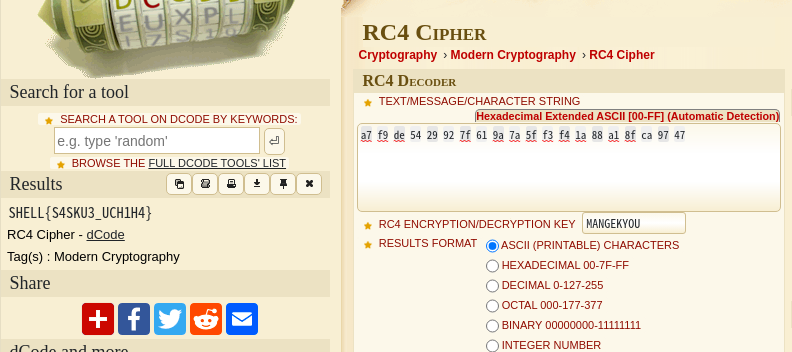 DCODE
EUXPL
Search for a tool
SEARCH A TOOL ON DCODE BY KEYWORDS:
e.g. type 'random'
BROWSE THE FULL DCODE TOOLS' LIST
Results
SHELL{S4SKU3_UCH1H4}
RC4 Cipher - dCode
Tag(s) : Modern Cryptography
Share
dCode and more
RC4 CIPHER
Cryptography › Modern Cryptography › RC4 Cipher
RC4 DECODER
TEXT/MESSAGE/CHARACTER STRING
Hexadecimal Extended ASCII [00-FF] (Automatic Detection)
a7 f9 de 54 29 92 7f 61 9a 7a 5f f3 f4 1a 88 a1 8f ca 97 47
RC4 ENCRYPTION/DECRYPTION KEY MANGEKYOU
RESULTS FORMAT ASCII (PRINTABLE) CHARACTERS
HEXADECIMAL 00-7F-FF
DECIMAL 0-127-255
OCTAL 000-177-377
BINARY 00000000-11111111
INTEGER NUMBER